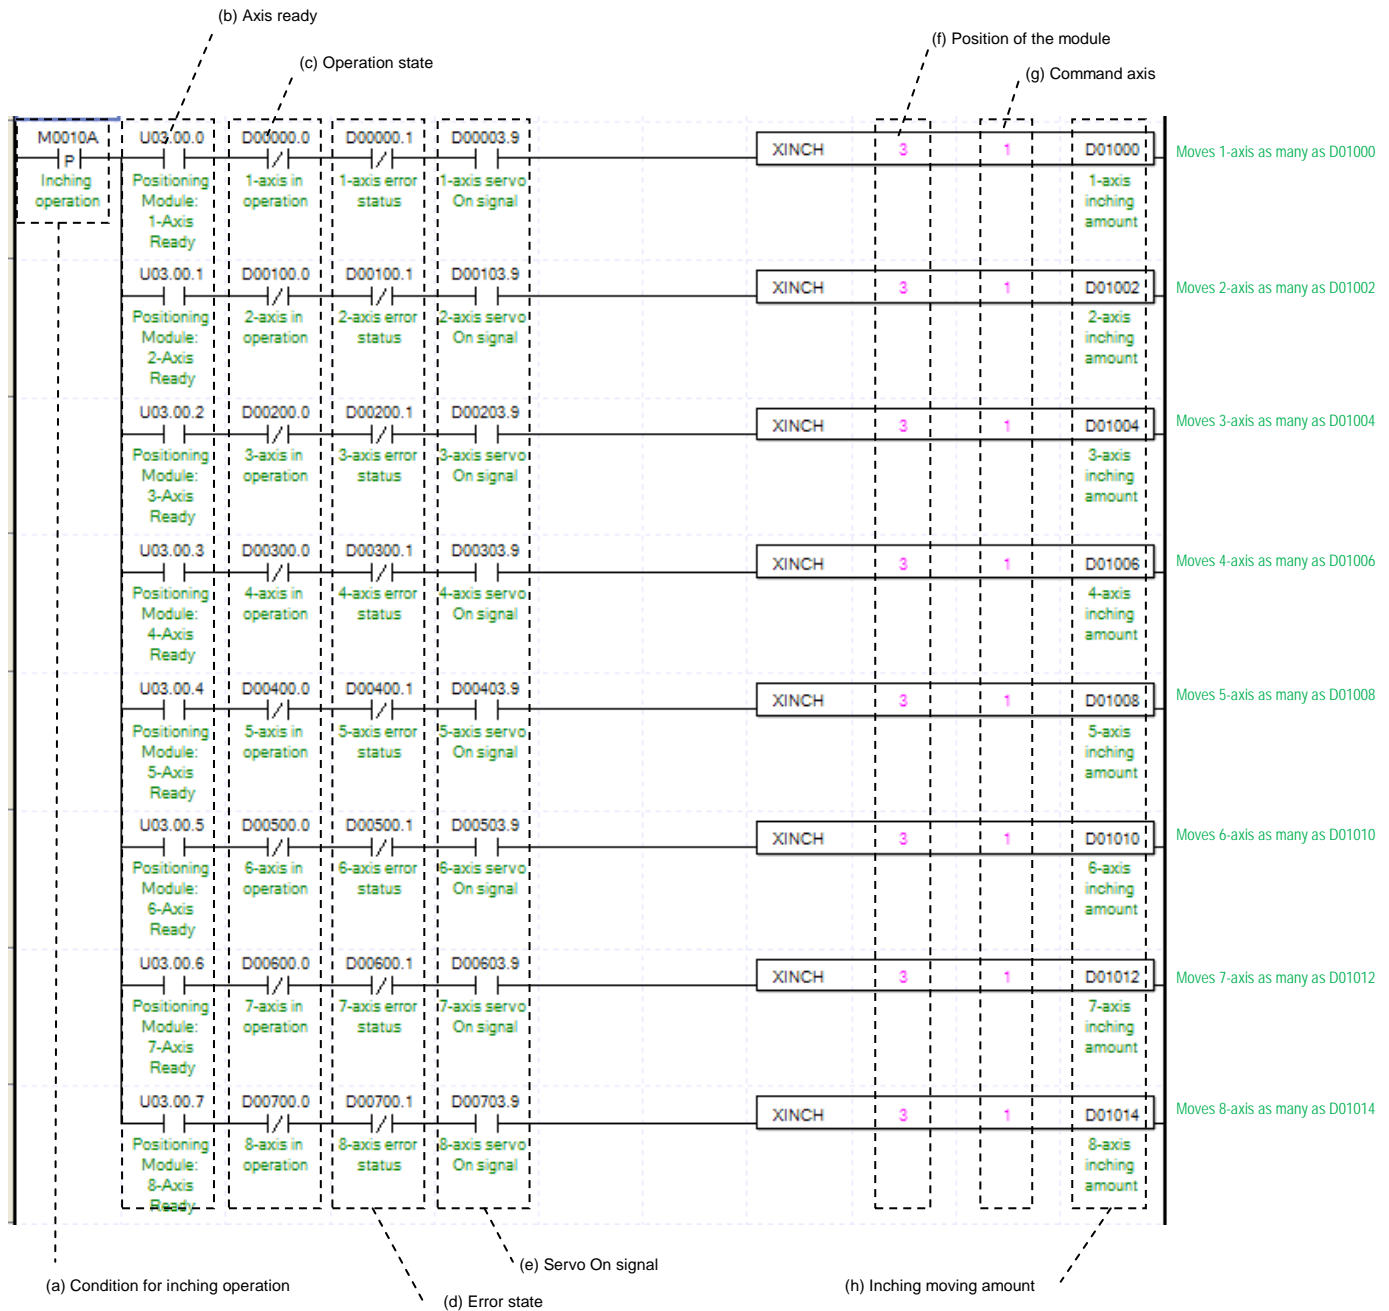 (b) Axis ready
(f) Position of the module
(c) Operation state
(g) Command axis
M0010A U03.00.0 D00000.0 D00000.1 D00003.9
P
XINCH 3 1 D01000
Moves 1-axis as many as D01000
Inching Positioning 1-axis in 1-axis error 1-axis servo 1-axis
operation Module: operation status On signal inching
1-Axis amount
Ready
U03.00.1 D00100.0 D00100.1 D00103.9
XINCH 3 1 D01002
Moves 2-axis as many as D01002
Positioning 2-axis in 2-axis error 2-axis servo 2-axis
Module: operation status On signal inching
2-Axis amount
Ready
U03.00.2 D00200.0 D00200.1 D00203.9
XINCH 3 1 D01004
Moves 3-axis as many as D01004
Positioning 3-axis in 3-axis error 3-axis servo 3-axis
Module: operation status On signal inching
3-Axis amount
Ready
U03.00.3 D00300.0 D00300.1 D00303.9
XINCH 3 1 D01006
Moves 4-axis as many as D01006
Positioning 4-axis in 4-axis error 4-axis servo 4-axis
Module: operation status On signal inching
4-Axis amount
Ready
U03.00.4 D00400.0 D00400.1 D00403.9
XINCH 3 1 D01008
Moves 5-axis as many as D01008
Positioning 5-axis in 5-axis error 5-axis servo 5-axis
Module: operation status On signal inching
5-Axis amount
Ready
U03.00.5 D00500.0 D00500.1 D00503.9
XINCH 3 1 D01010
Moves 6-axis as many as D01010
Positioning 6-axis in 6-axis error 6-axis servo 6-axis
Module: operation status On signal inching
6-Axis amount
Ready
U03.00.6 D00600.0 D00600.1 D00603.9
XINCH 3 1 D01012
Moves 7-axis as many as D01012
Positioning 7-axis in 7-axis error 7-axis servo 7-axis
Module: operation status On signal inching
7-Axis amount
Ready
U03.00.7 D00700.0 D00700.1 D00703.9
XINCH 3 1 D01014
Moves 8-axis as many as D01014
Positioning 8-axis in 8-axis error 8-axis servo 8-axis
Module: operation status On signal inching
8-Axis amount
Ready
(e) Servo On signal
(a) Condition for inching operation
(h) Inching moving amount
(d) Error state